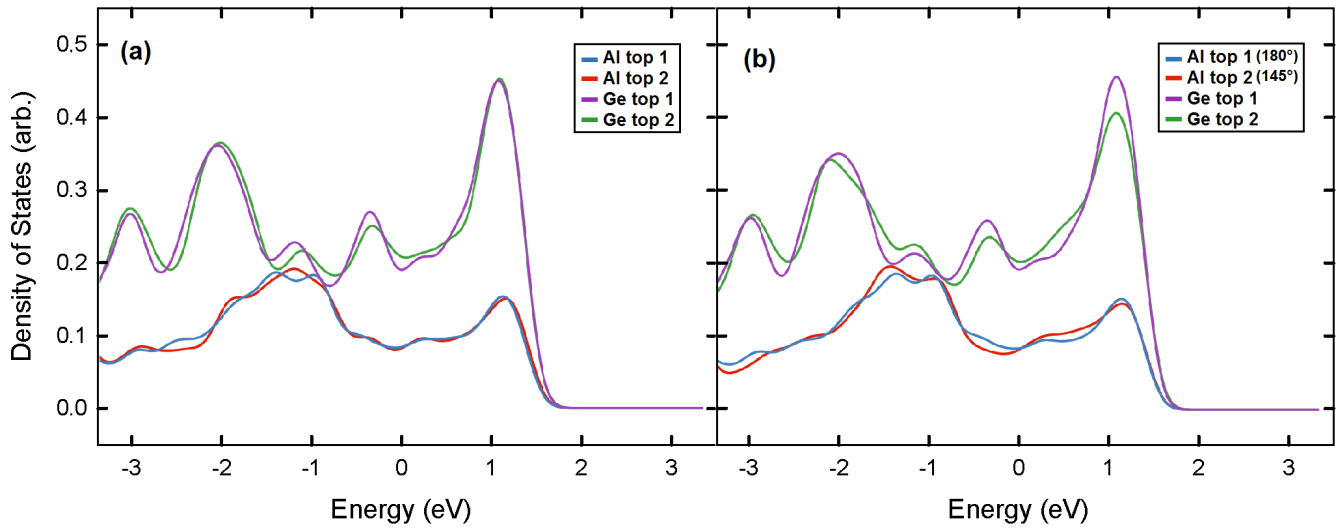 (a)
Al top 1
Al top 2
Ge top 1
Ge top 2
0.5
0.4
0.3
0.2
0.1
0.0
Density of States (arb.)
-3 -2 -1 0 1 2 3
Energy (eV)
(b)
Al top 1 (180°)
Al top 2 (145°)
Ge top 1
Ge top 2
-3 -2 -1 0 1 2 3
Energy (eV)